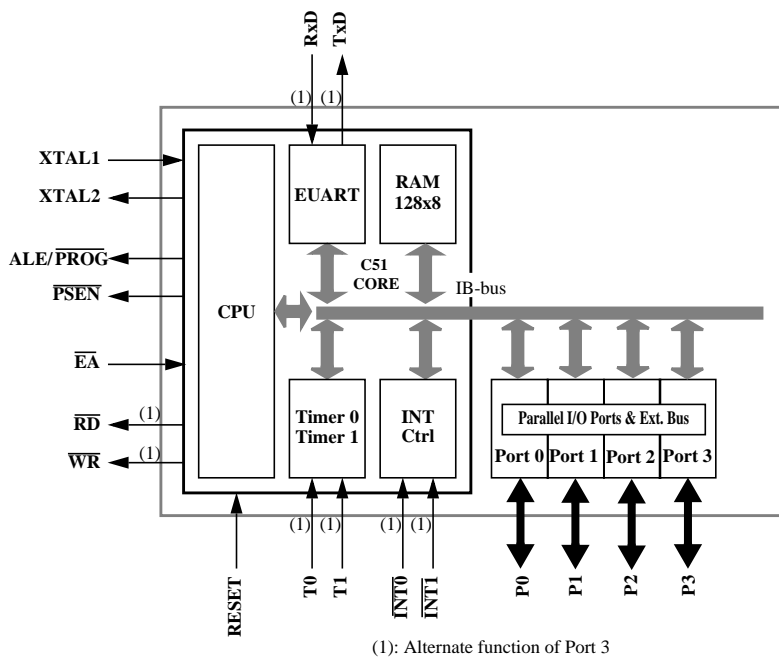 RxD
TxD
(1)
(1)
XTAL1
XTAL2
ALE/PROG
PSEN
EA
RD
(1)
WR
(1)
CPU
EUART
RAM
128x8
C51
CORE
IB-bus
Timer 0
Timer 1
INT
Ctrl
Parallel I/O Ports & Ext. Bus
Port 0
Port 1
Port 2
Port 3
(1)
(1)
(1)
(1)
RESET
T0
T1
INT0
INT1
P0
P1
P2
P3
(1): Alternate function of Port 3